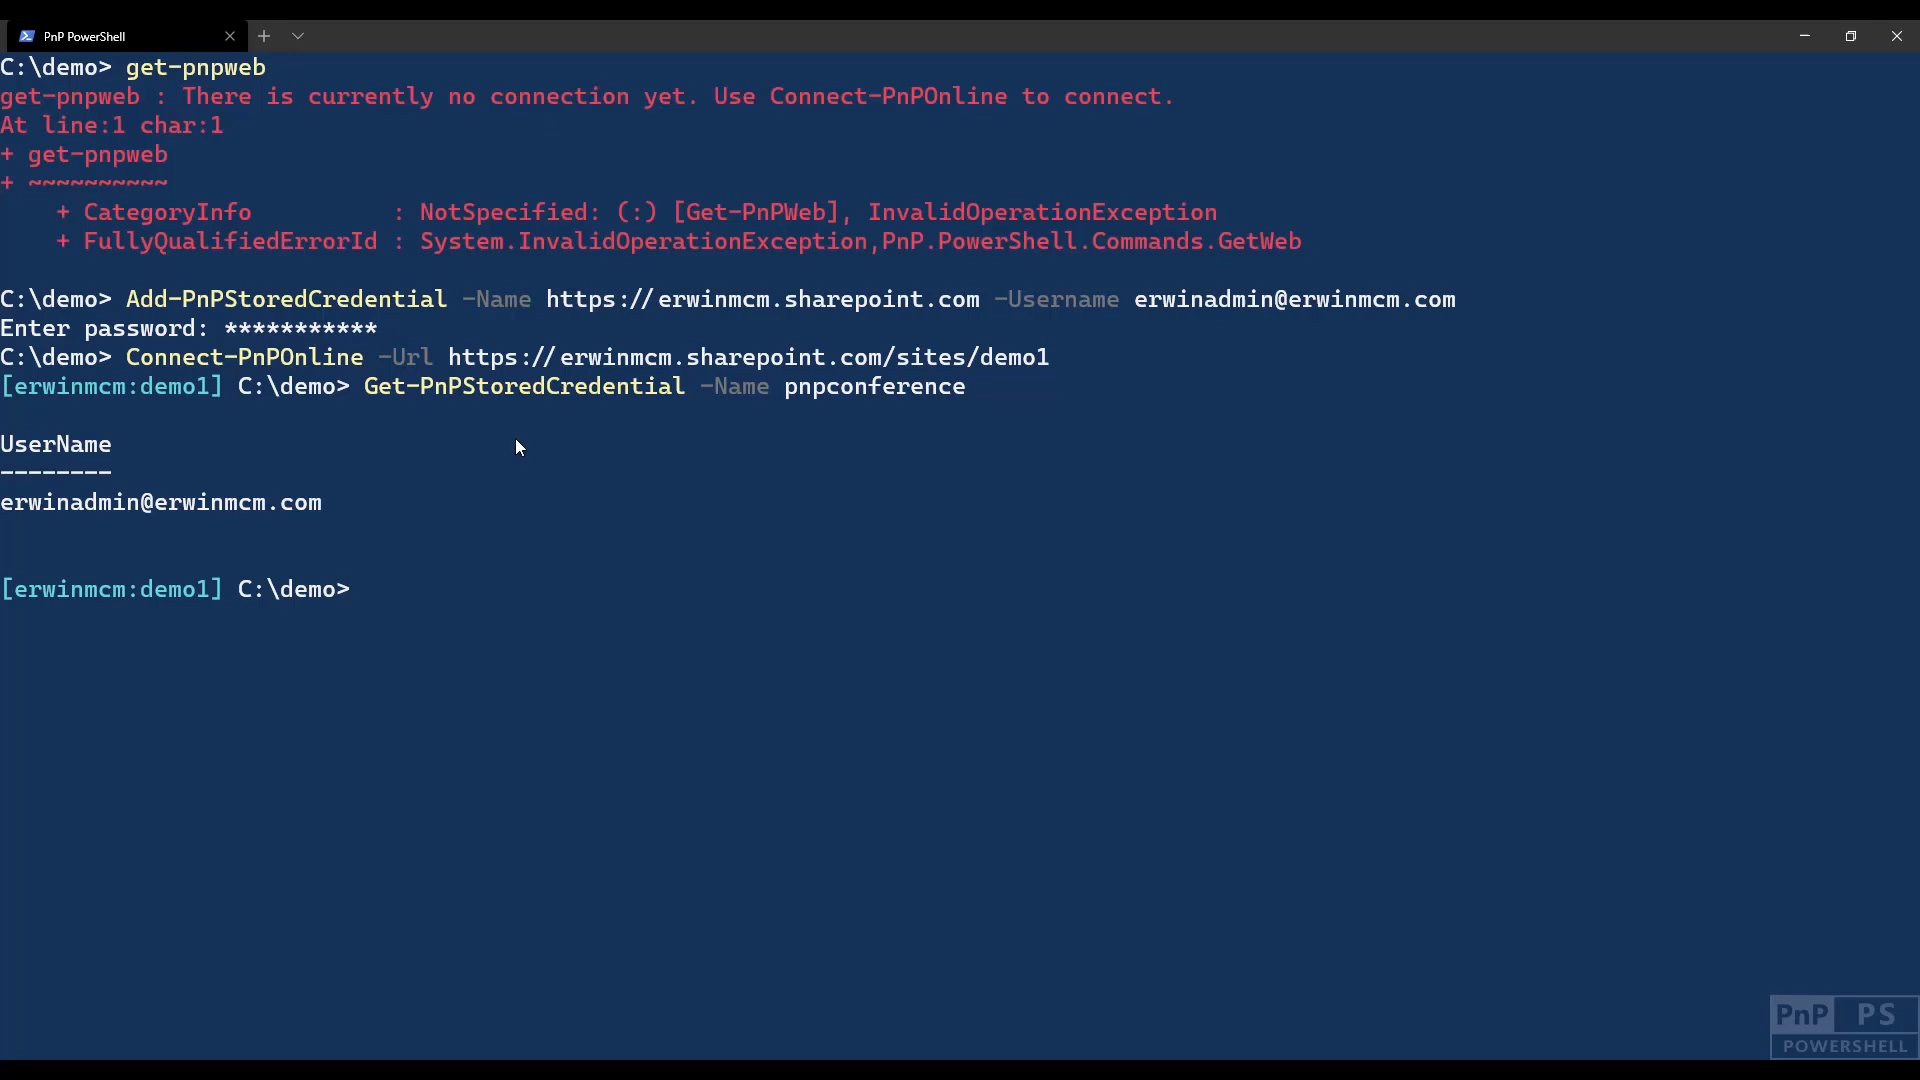 PnP PowerShell
C:\demo> get-pnpweb
get-pnpweb : There is currently no connection yet. Use Connect-PnPOnline to connect.
At line:1 char:1
+ get-pnpweb
+ ~~~~~~~~~~
    + CategoryInfo          : NotSpecified: (:) [Get-PnPWeb], InvalidOperationException
    + FullyQualifiedErrorId : System.InvalidOperationException,PnP.PowerShell.Commands.GetWeb
C:\demo> Add-PnPStoredCredential -Name https://erwinmcm.sharepoint.com -Username erwinadmin@erwinmcm.com
Enter password: ***********
C:\demo> Connect-PnPOnline -Url https://erwinmcm.sharepoint.com/sites/demo1
[erwinmcm:demo1] C:\demo> Get-PnPStoredCredential -Name pnpconference
UserName
--------
erwinadmin@erwinmcm.com
[erwinmcm:demo1] C:\demo>
PnP PS
POWERSHELL